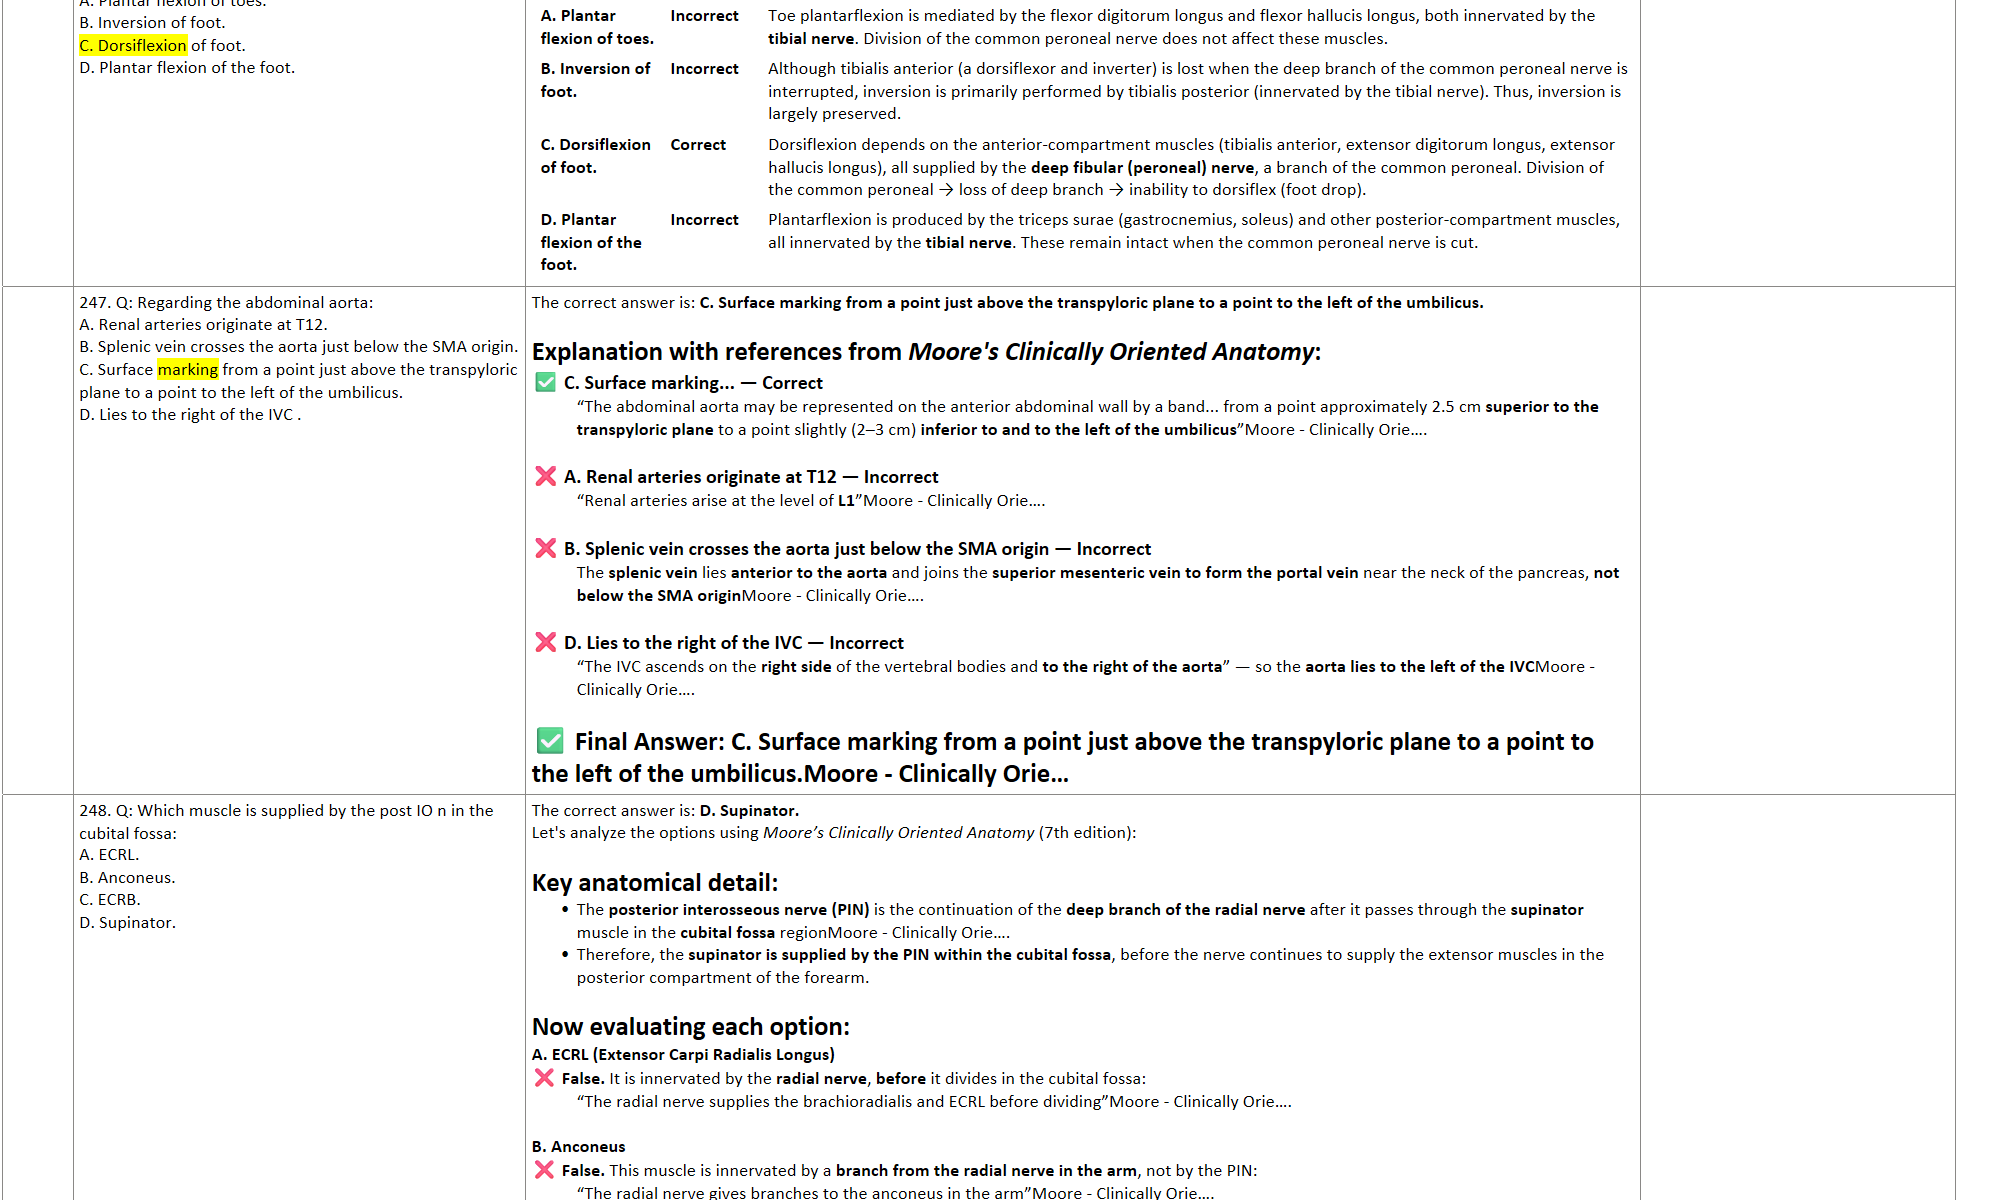 A. Plantar flexion of toes.
B. Inversion of foot.
C. Dorsiflexion of foot.
D. Plantar flexion of the foot.
A. Plantar Incorrect Toe plantarflexion is mediated by the flexor digitorum longus and flexor hallucis longus, both innervated by the
flexion of toes. tibial nerve. Division of the common peroneal nerve does not affect these muscles.
B. Inversion of Incorrect Although tibialis anterior (a dorsiflexor and inverter) is lost when the deep branch of the common peroneal nerve is
foot. interrupted, inversion is primarily performed by tibialis posterior (innervated by the tibial nerve). Thus, inversion is
largely preserved.
C. Dorsiflexion Correct Dorsiflexion depends on the anterior-compartment muscles (tibialis anterior, extensor digitorum longus, extensor
of foot. hallucis longus), all supplied by the deep fibular (peroneal) nerve, a branch of the common peroneal. Division of
the common peroneal → loss of deep branch → inability to dorsiflex (foot drop).
D. Plantar Incorrect Plantarflexion is produced by the triceps surae (gastrocnemius, soleus) and other posterior-compartment muscles,
flexion of the all innervated by the tibial nerve. These remain intact when the common peroneal nerve is cut.
foot.
247. Q: Regarding the abdominal aorta:
A. Renal arteries originate at T12.
B. Splenic vein crosses the aorta just below the SMA origin.
C. Surface marking from a point just above the transpyloric
plane to a point to the left of the umbilicus.
D. Lies to the right of the IVC .
The correct answer is: C. Surface marking from a point just above the transpyloric plane to a point to the left of the umbilicus.
Explanation with references from Moore's Clinically Oriented Anatomy:
✅ C. Surface marking... — Correct
“The abdominal aorta may be represented on the anterior abdominal wall by a band... from a point approximately 2.5 cm superior to the
transpyloric plane to a point slightly (2–3 cm) inferior to and to the left of the umbilicus”Moore - Clinically Orie….
❌ A. Renal arteries originate at T12 — Incorrect
“Renal arteries arise at the level of L1”Moore - Clinically Orie….
❌ B. Splenic vein crosses the aorta just below the SMA origin — Incorrect
The splenic vein lies anterior to the aorta and joins the superior mesenteric vein to form the portal vein near the neck of the pancreas, not
below the SMA originMoore - Clinically Orie….
❌ D. Lies to the right of the IVC — Incorrect
“The IVC ascends on the right side of the vertebral bodies and to the right of the aorta” — so the aorta lies to the left of the IVCMoore -
Clinically Orie….
✅ Final Answer: C. Surface marking from a point just above the transpyloric plane to a point to
the left of the umbilicus.Moore - Clinically Orie…
248. Q: Which muscle is supplied by the post IO n in the
cubital fossa:
A. ECRL.
B. Anconeus.
C. ECRB.
D. Supinator.
The correct answer is: D. Supinator.
Let's analyze the options using Moore’s Clinically Oriented Anatomy (7th edition):
Key anatomical detail:
• The posterior interosseous nerve (PIN) is the continuation of the deep branch of the radial nerve after it passes through the supinator
muscle in the cubital fossa regionMoore - Clinically Orie….
• Therefore, the supinator is supplied by the PIN within the cubital fossa, before the nerve continues to supply the extensor muscles in the
posterior compartment of the forearm.
Now evaluating each option:
A. ECRL (Extensor Carpi Radialis Longus)
❌ False. It is innervated by the radial nerve, before it divides in the cubital fossa:
“The radial nerve supplies the brachioradialis and ECRL before dividing”Moore - Clinically Orie….
B. Anconeus
❌ False. This muscle is innervated by a branch from the radial nerve in the arm, not by the PIN:
“The radial nerve gives branches to the anconeus in the arm”Moore - Clinically Orie….